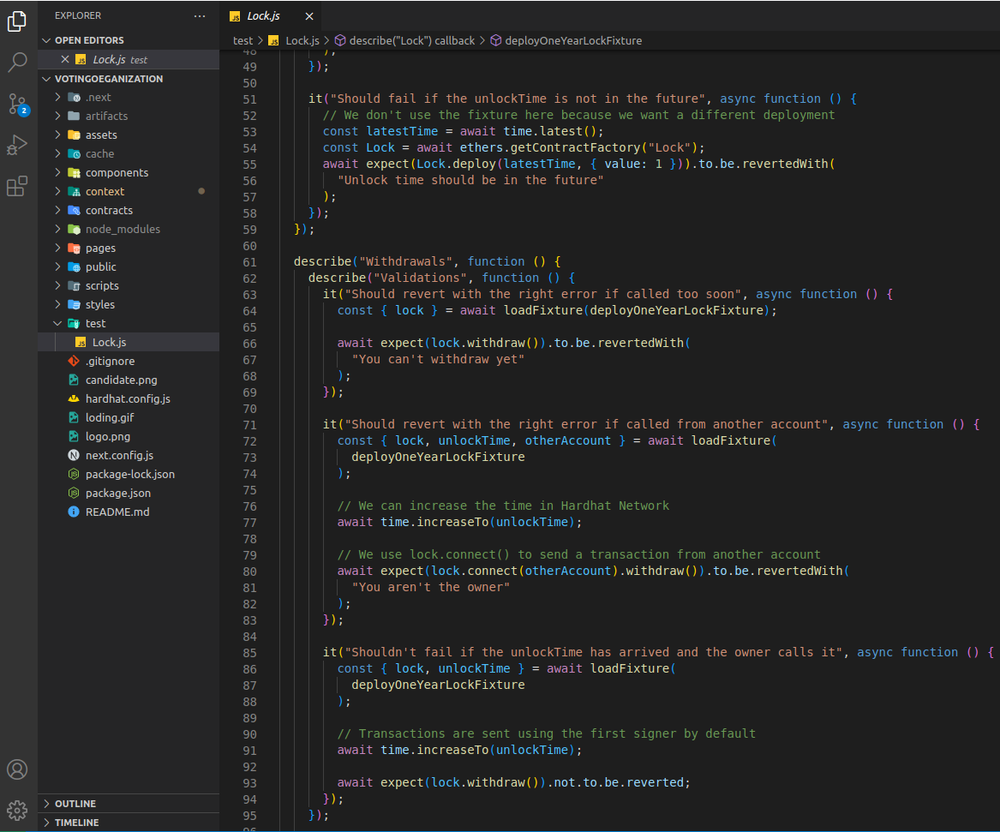 EXPLORER
OPEN EDITORS
Lock.js test
VOTINGOEGANIZATION
.next
artifacts
assets
cache
components
context
contracts
node_modules
pages
public
scripts
styles
test
Lock.js
.gitignore
candidate.png
hardhat.config.js
loding.gif
logo.png
next.config.js
package-lock.json
package.json
README.md
OUTLINE
TIMELINE
2
Lock.js
test > Lock.js > describe("Lock") callback > deployOneYearLockFixture
48 );
49 });
50
51 it("Should fail if the unlockTime is not in the future", async function () {
52 // We don't use the fixture here because we want a different deployment
53 const latestTime = await time.latest();
54 const Lock = await ethers.getContractFactory("Lock");
55 await expect(Lock.deploy(latestTime, { value: 1 })).to.be.revertedWith(
56 "Unlock time should be in the future"
57 );
58 });
59 });
60
61 describe("Withdrawals", function () {
62 describe("Validations", function () {
63 it("Should revert with the right error if called too soon", async function () {
64 const { lock } = await loadFixture(deployOneYearLockFixture);
65
66 await expect(lock.withdraw()).to.be.revertedWith(
67 "You can't withdraw yet"
68 );
69 });
70
71 it("Should revert with the right error if called from another account", async function () {
72 const { lock, unlockTime, otherAccount } = await loadFixture(
73 deployOneYearLockFixture
74 );
75
76 // We can increase the time in Hardhat Network
77 await time.increaseTo(unlockTime);
78
79 // We use lock.connect() to send a transaction from another account
80 await expect(lock.connect(otherAccount).withdraw()).to.be.revertedWith(
81 "You aren't the owner"
82 );
83 });
84
85 it("Shouldn't fail if the unlockTime has arrived and the owner calls it", async function () {
86 const { lock, unlockTime } = await loadFixture(
87 deployOneYearLockFixture
88 );
89
90 // Transactions are sent using the first signer by default
91 await time.increaseTo(unlockTime);
92
93 await expect(lock.withdraw()).not.to.be.reverted;
94 });
95 });
96